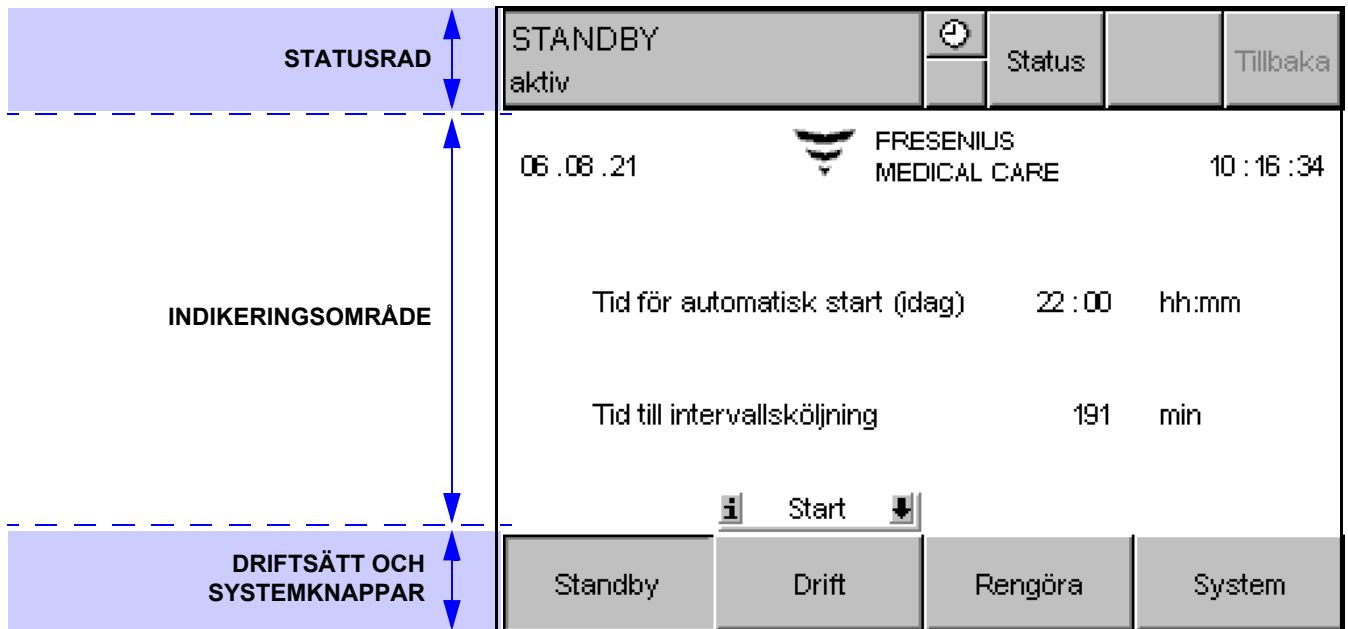 STATUSRAD
STANDBY
aktiv
Status
Tillbaka
06.08.21
FRESENIUS
MEDICAL CARE
10:16:34
INDIKERINGSOMRÅDE
Tid för automatisk start (idag) 22:00 hh:mm
Tid till intervallsköljning 191 min
i Start
DRIFTSÄTT OCH
SYSTEMKNAPPAR
Standby
Drift
Rengöra
System